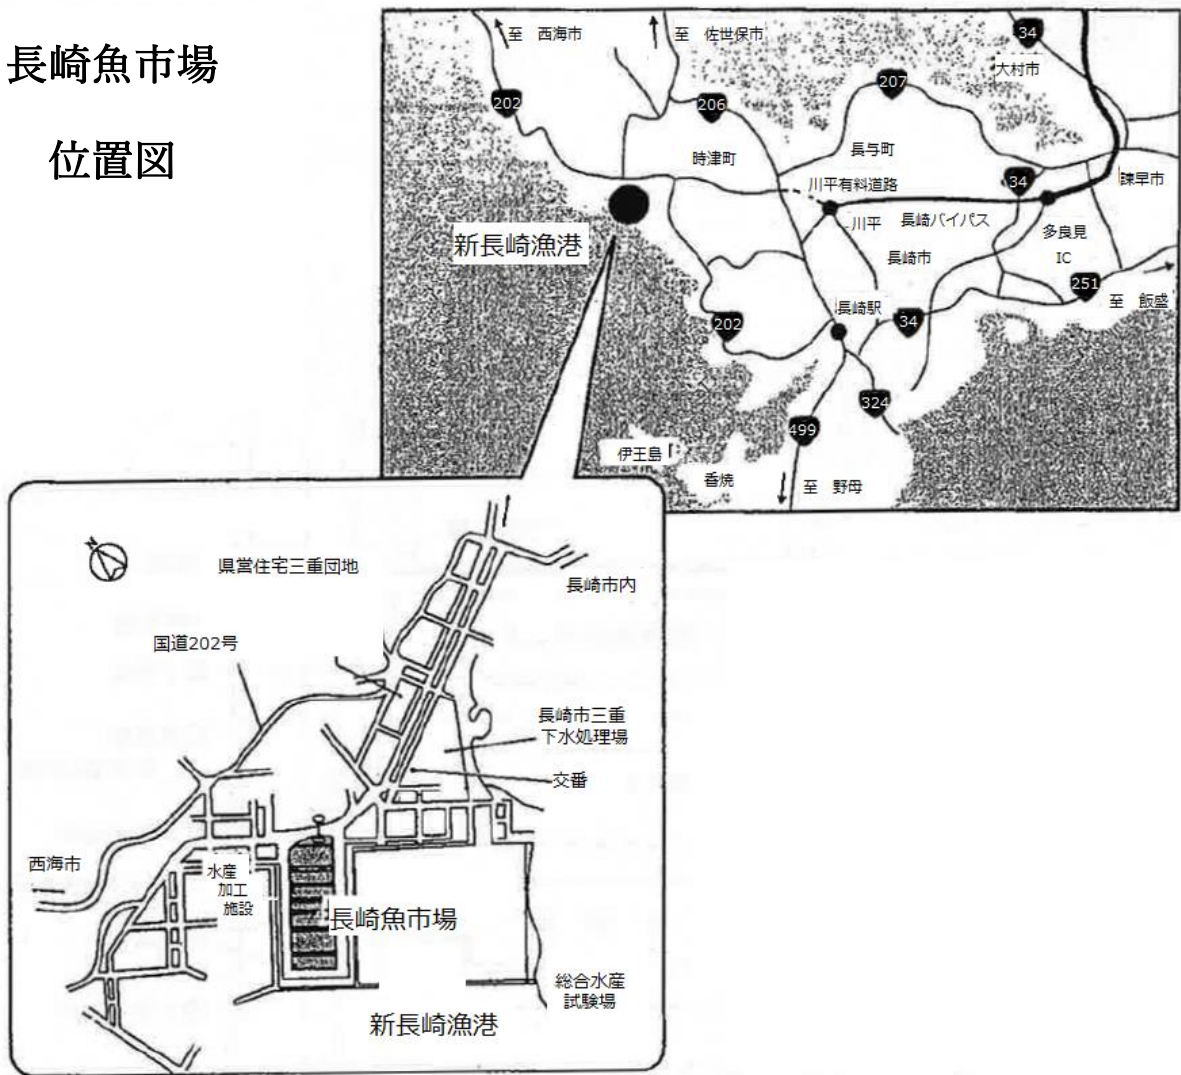 長崎魚市場
位置図
至 西海市
至 佐世保市
34
大村市
202
206
207
時津町
長与町
川平有料道路
34
諫早市
新長崎漁港
川平
長崎バイパス
多良見
IC
長崎市
251
至 飯盛
長崎駅
202
34
324
499
伊王島
香焼
至 野母
N
県営住宅三重団地
長崎市内
国道202号
長崎市三重
下水処理場
交番
西海市
水産
加工
施設
長崎魚市場
総合水産
試験場
新長崎漁港